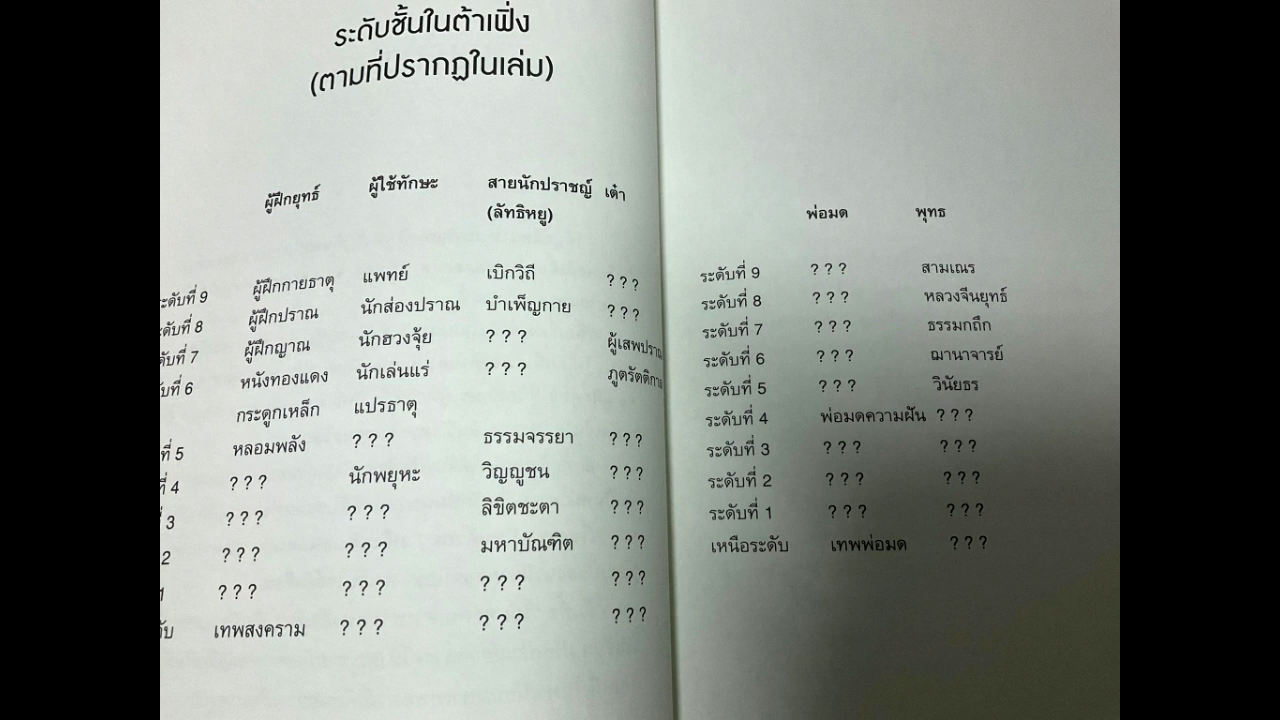 ระดับชั้นในต้าเฟิ่ง
(ตามที่ปรากฏในเล่ม)
ผู้ฝึกยุทธ์ ผู้ใช้ทักษะ สายนักปราชญ์ เต๋า
(ลัทธิหยู)
ระดับที่ 9 ผู้ฝึกกายธาตุ แพทย์ เบิกวิถี ? ? ?
ดับที่ 8 ผู้ฝึกปราณ นักส่องปราณ บำเพ็ญกาย ? ? ?
ดับที่ 7 ผู้ฝึกญาณ นักฮวงจุ้ย ? ? ? ผู้เสพปราณ
ับที่ 6 หนังทองแดง นักเล่นแร่ ? ? ?
กระดูกเหล็ก แปรธาตุ
ที่ 5 หลอมพลัง ? ? ? ธรรมจรรยา ? ? ?
ที่ 4 ? ? ? นักพยุหะ วิญญูชน ? ? ?
3 ? ? ? ? ? ? ลิขิตชะตา ? ? ?
2 ? ? ? ? ? ? มหาบัณฑิต ? ? ?
1 ? ? ? ? ? ? ? ? ? ? ? ?
ับ เทพสงคราม ? ? ? ? ? ? ? ? ?
พ่อมด พุทธ
ระดับที่ 9 ? ? ? สามเณร
ระดับที่ 8 ? ? ? หลวงจีนยุทธ์
ระดับที่ 7 ? ? ? ธรรมกถึก
ระดับที่ 6 ? ? ? ฌานาจารย์
ระดับที่ 5 ? ? ? วินัยธร
ระดับที่ 4 พ่อมดความฝัน ? ? ?
ระดับที่ 3 ? ? ? ? ? ?
ระดับที่ 2 ? ? ? ? ? ?
ระดับที่ 1 ? ? ? ? ? ?
เหนือระดับ เทพพ่อมด ? ? ?